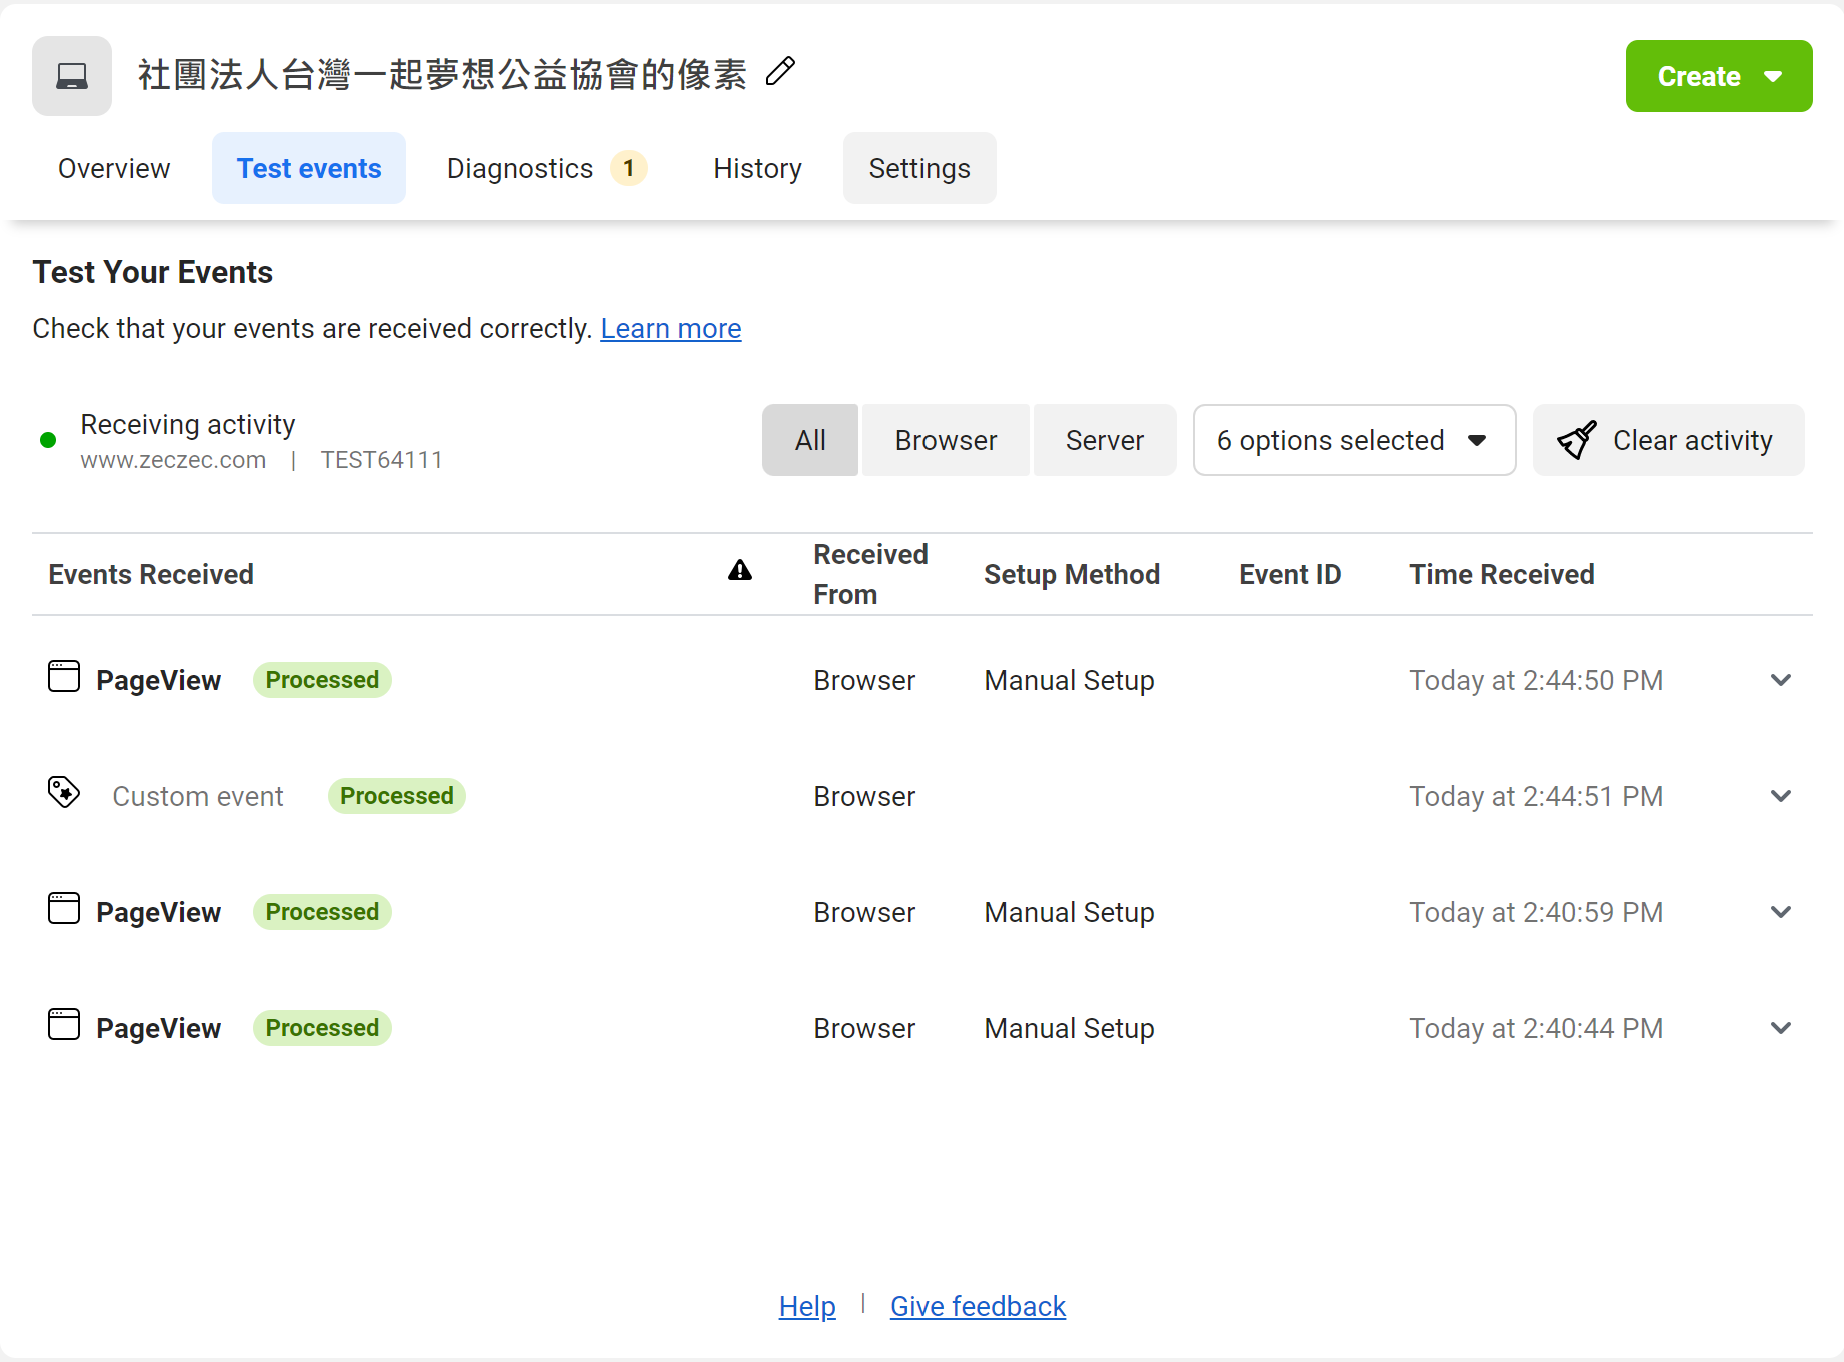 社團法人台灣一起夢想公益協會的像素
Create
Overview
Test events
Diagnostics 1
History
Settings
Test Your Events
Check that your events are received correctly. Learn more
Receiving activity
www.zeczec.com | TEST64111
All
Browser
Server
6 options selected
Clear activity
Events Received
Received
From
Setup Method
Event ID
Time Received
PageView Processed Browser Manual Setup Today at 2:44:50 PM
Custom event Processed Browser Today at 2:44:51 PM
PageView Processed Browser Manual Setup Today at 2:40:59 PM
PageView Processed Browser Manual Setup Today at 2:40:44 PM
Help | Give feedback